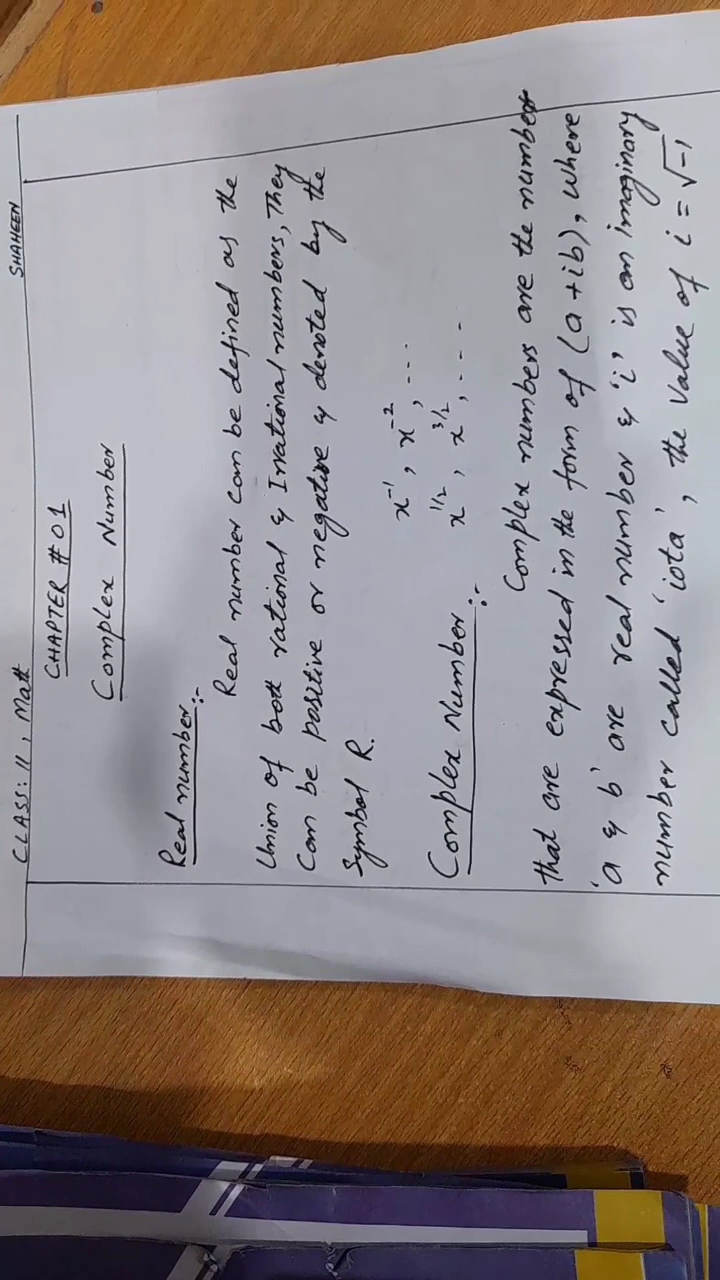 CLASS: 11, Math SHAHEEN
CHAPTER # 01
Complex Number
Real number :-
Real number can be defined as the
Union of both rational & Irrational numbers, They
Can be positive or negative & denoted by the
Symbol R.
x⁻¹, x⁻², ...
x^1/2, x^3/2, ....
Complex Number :-
Complex numbers are the numbers
that are expressed in the form of (a+ib), where
'a & b' are real number & 'i' is an imaginory
number called 'iota', the value of i = √-1